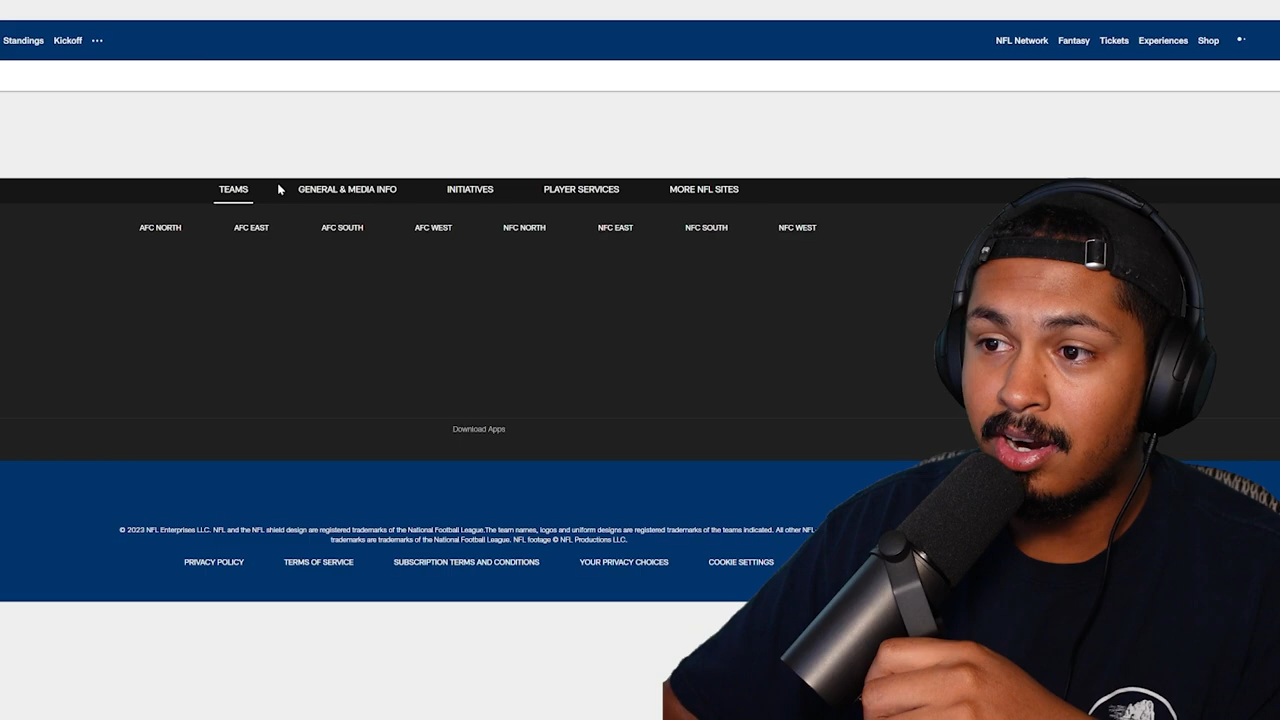 Standings Kickoff ... NFL Network Fantasy Tickets Experiences Shop
TEAMS GENERAL & MEDIA INFO INITIATIVES PLAYER SERVICES MORE NFL SITES
AFC NORTH AFC EAST AFC SOUTH AFC WEST NFC NORTH NFC EAST NFC SOUTH NFC WEST
Download Apps
© 2023 NFL Enterprises LLC. NFL and the NFL shield design are registered trademarks of the National Football League.The team names, logos and uniform designs are registered trademarks of the teams indicated. All other NFL-
trademarks are trademarks of the National Football League. NFL footage © NFL Productions LLC.
PRIVACY POLICY TERMS OF SERVICE SUBSCRIPTION TERMS AND CONDITIONS YOUR PRIVACY CHOICES COOKIE SETTINGS